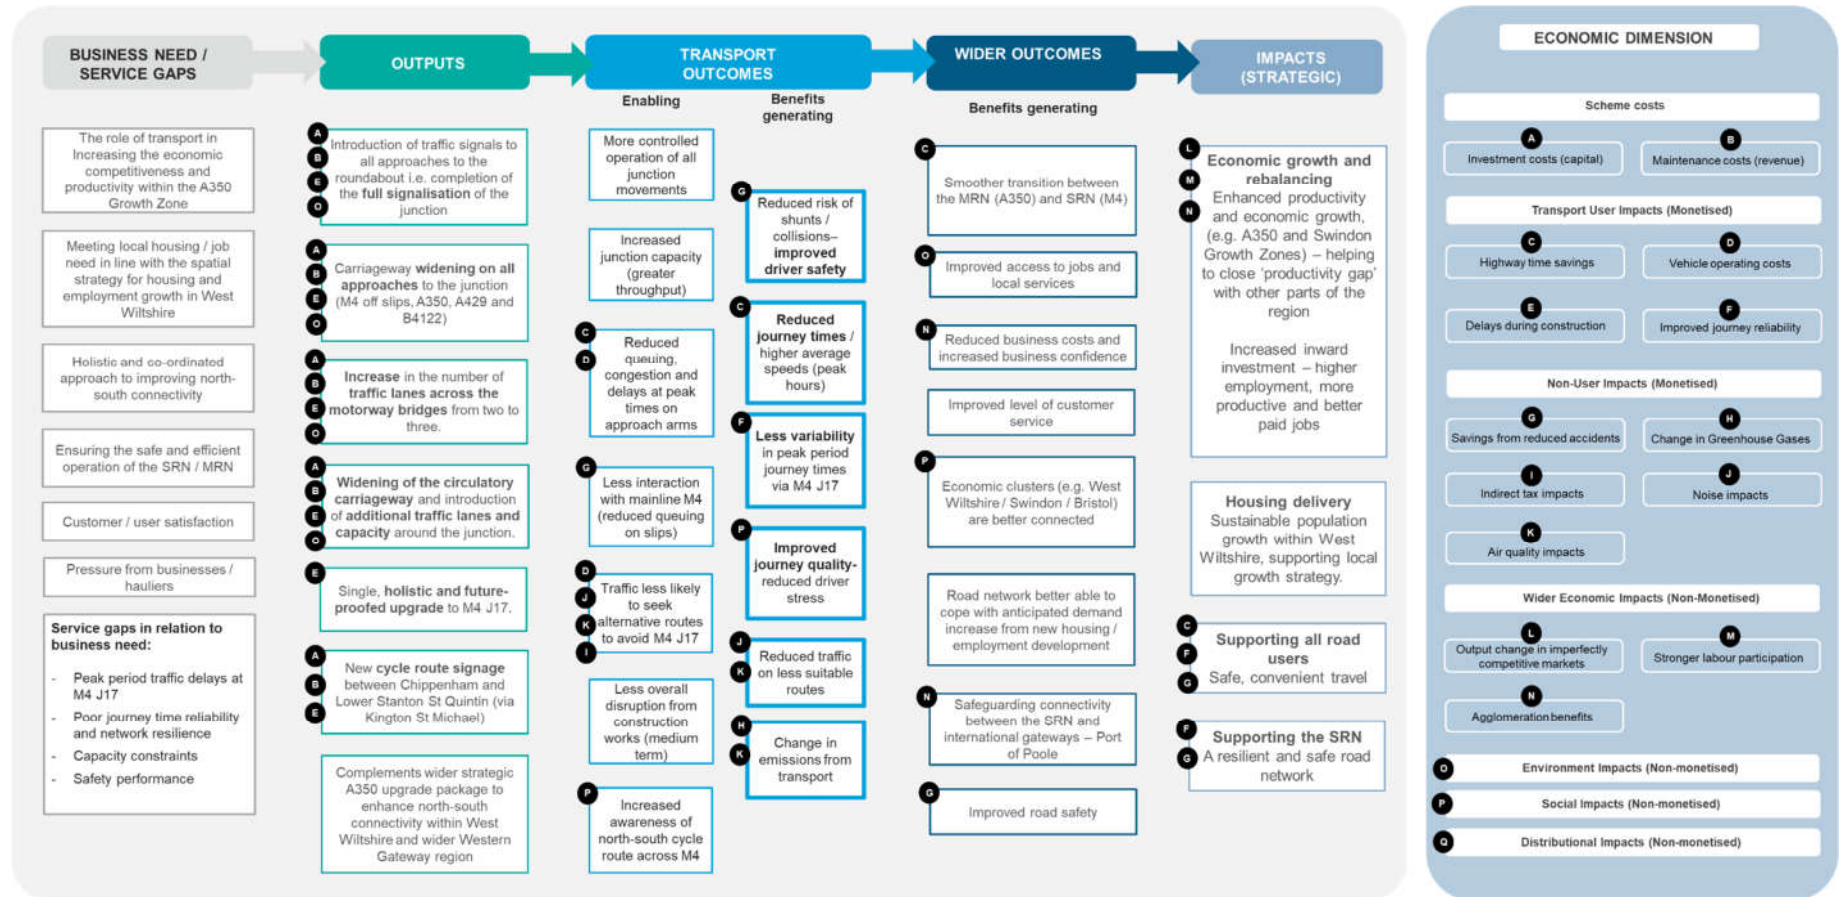 BUSINESS NEED /
SERVICE GAPS
The role of transport in
Increasing the economic
competitiveness and
productivity within the A350
Growth Zone
Meeting local housing / job
need in line with the spatial
strategy for housing and
employment growth in West
Wiltshire
Holistic and co-ordinated
approach to improving north-
south connectivity
Ensuring the safe and efficient
operation of the SRN / MRN
Customer / user satisfaction
Pressure from businesses /
hauliers
Service gaps in relation to
business need:
- Peak period traffic delays at
M4 J17
- Poor journey time reliability
and network resilience
- Capacity constraints
- Safety performance
OUTPUTS
A
B
E
O
Introduction of traffic signals to
all approaches to the
roundabout i.e. completion of
the full signalisation of the
junction
A
B
E
O
Carriageway widening on all
approaches to the junction
(M4 off slips, A350, A429 and
B4122)
A
B
E
O
Increase in the number of
traffic lanes across the
motorway bridges from two to
three.
A
B
E
O
Widening of the circulatory
carriageway and introduction
of additional traffic lanes and
capacity around the junction.
E
Single, holistic and future-
proofed upgrade to M4 J17.
A
B
E
New cycle route signage
between Chippenham and
Lower Stanton St Quintin (via
Kington St Michael)
Complements wider strategic
A350 upgrade package to
enhance north-south
connectivity within West
Wiltshire and wider Western
Gateway region
TRANSPORT
OUTCOMES
Enabling
More controlled
operation of all
junction
movements
Increased
junction capacity
(greater
throughput)
C
D
Reduced
queuing,
congestion and
delays at peak
times on
approach arms
G
Less interaction
with mainline M4
(reduced queuing
on slips)
D
J
K
I
Traffic less likely
to seek
alternative routes
to avoid M4 J17
Less overall
disruption from
construction
works (medium
term)
P
Increased
awareness of
north-south cycle
route across M4
Benefits
generating
G
Reduced risk of
shunts /
collisions–
improved
driver safety
C
Reduced
journey times /
higher average
speeds (peak
hours)
F
Less variability
in peak period
journey times
via M4 J17
P
Improved
journey quality-
reduced driver
stress
J
K
Reduced traffic
on less suitable
routes
H
K
Change in
emissions from
transport
WIDER OUTCOMES
Benefits generating
C
Smoother transition between
the MRN (A350) and SRN (M4)
O
Improved access to jobs and
local services
N
Reduced business costs and
increased business confidence
Improved level of customer
service
P
Economic clusters (e.g. West
Wiltshire / Swindon / Bristol)
are better connected
Road network better able to
cope with anticipated demand
increase from new housing /
employment development
N
Safeguarding connectivity
between the SRN and
international gateways – Port
of Poole
G
Improved road safety
IMPACTS
(STRATEGIC)
L
M
N
Economic growth and
rebalancing
Enhanced productivity
and economic growth,
(e.g. A350 and Swindon
Growth Zones) – helping
to close 'productivity gap'
with other parts of the
region
Increased inward
investment – higher
employment, more
productive and better
paid jobs
Housing delivery
Sustainable population
growth within West
Wiltshire, supporting local
growth strategy.
C
F
G
Supporting all road
users
Safe, convenient travel
F
G
Supporting the SRN
A resilient and safe road
network
ECONOMIC DIMENSION
Scheme costs
A
Investment costs (capital)
B
Maintenance costs (revenue)
Transport User Impacts (Monetised)
C
Highway time savings
D
Vehicle operating costs
E
Delays during construction
F
Improved journey reliability
Non-User Impacts (Monetised)
G
Savings from reduced accidents
H
Change in Greenhouse Gases
I
Indirect tax impacts
J
Noise impacts
K
Air quality impacts
Wider Economic Impacts (Non-Monetised)
L
Output change in imperfectly
competitive markets
M
Stronger labour participation
N
Agglomeration benefits
O
Environment Impacts (Non-monetised)
P
Social Impacts (Non-monetised)
Q
Distributional Impacts (Non-monetised)